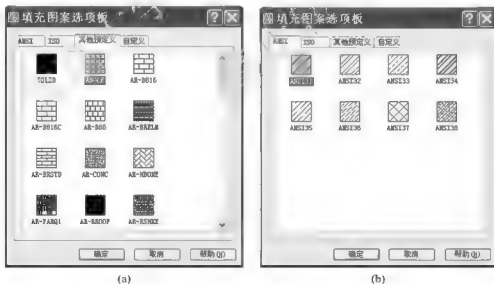 填充图案选项板
ANSI ISO 其他预定义 自定义
SOLID AR-B816
AR-B816C AR-B88 AR-BRELM
AR-BRSTD AR-CONC AR-HBONE
AR-PARQ1 AR-RROOF AR-RSHKE
确定 取消 帮助(H)
(a)
填充图案选项板
ANSI ISO 其他预定义 自定义
ANSI31 ANSI32 ANSI33 ANSI34
ANSI35 ANSI36 ANSI37 ANSI38
确定 取消 帮助(H)
(b)